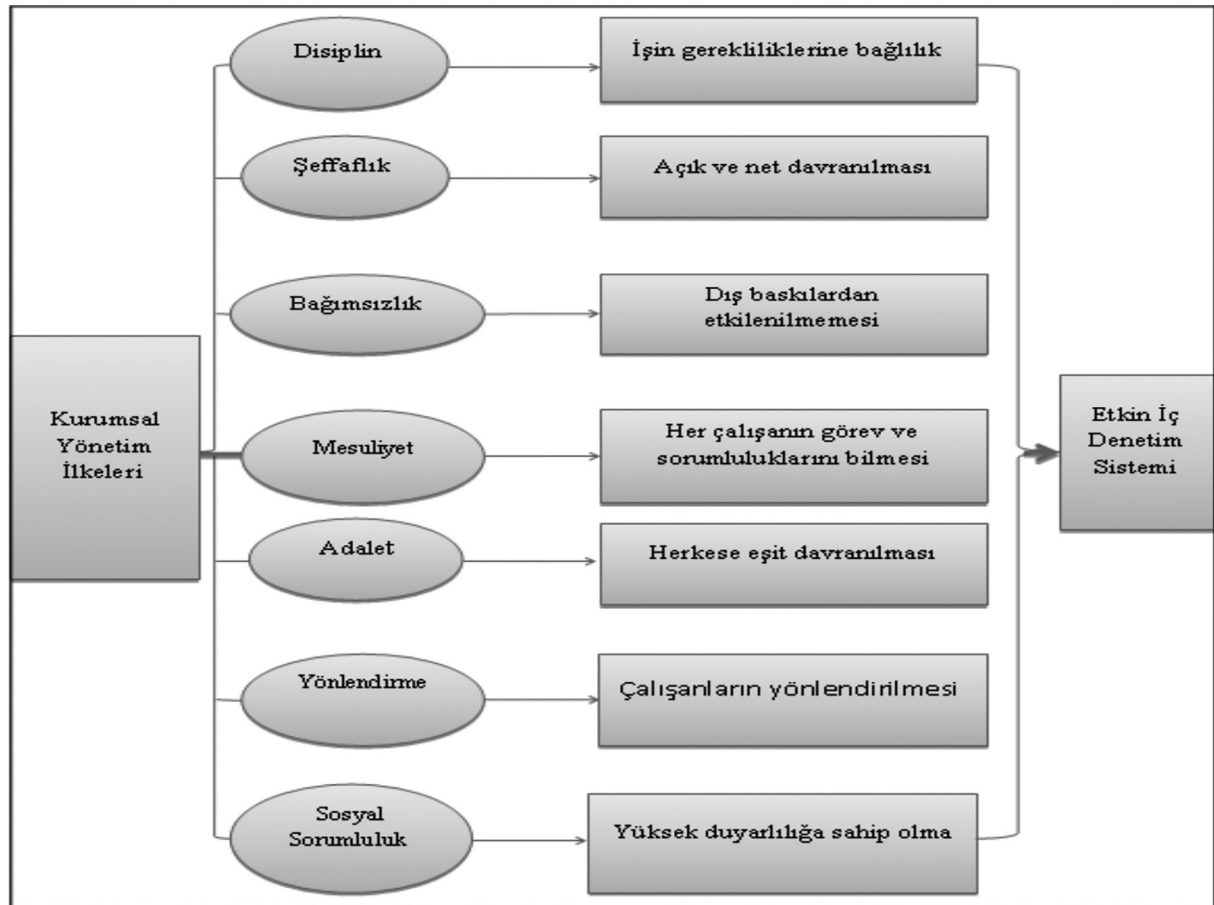 Disiplin
İşin gerekliliklerine bağlılık
Şeffaflık
Açık ve net davranılması
Bağımsızlık
Dış baskılardan
etkilenilmemesi
Kurumsal
Yönetim
İlkeleri
Mesuliyet
Her çalışanın görev ve
sorumluluklarını bilmesi
Etkin İç
Denetim
Sistemi
Adalet
Herkese eşit davranılması
Yönlendirme
Çalışanların yönlendirilmesi
Sosyal
Sorumluluk
Yüksek duyarlılığa sahip olma